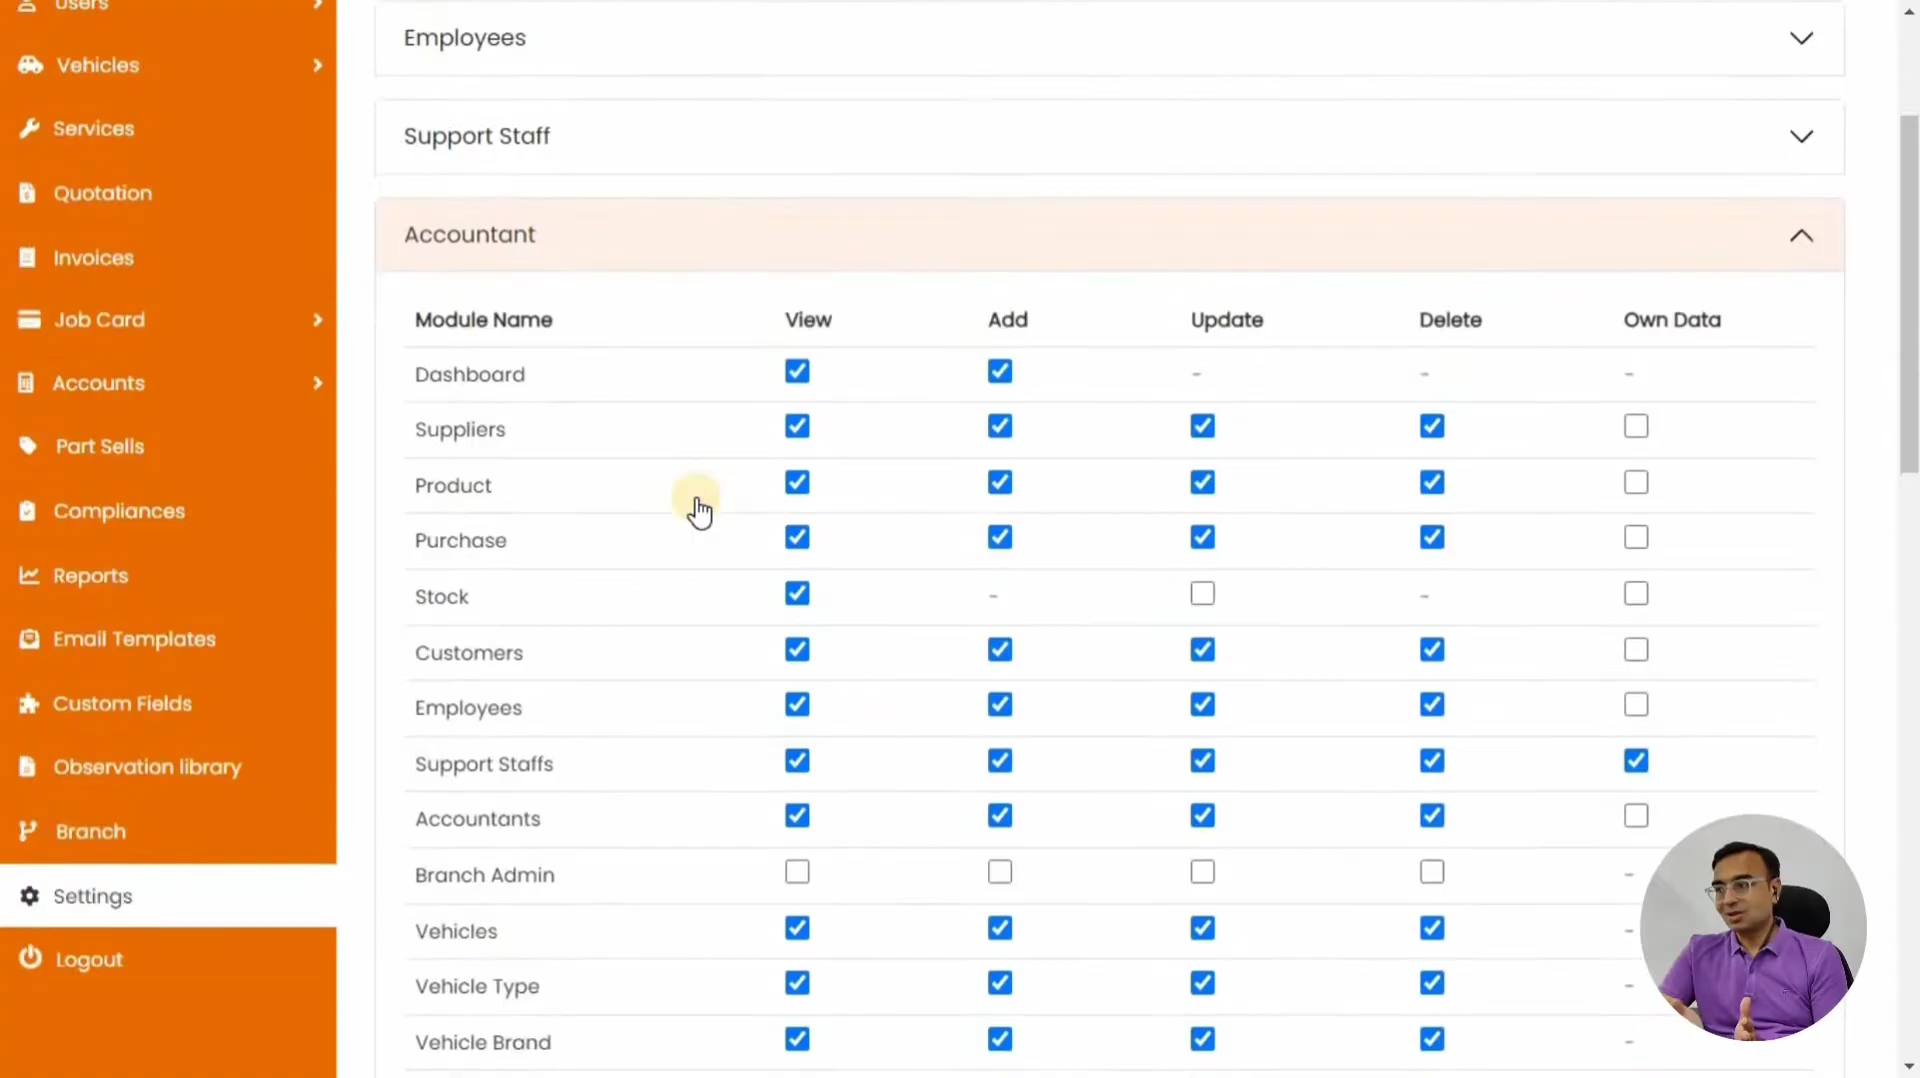 Users
Vehicles
Services
Quotation
Invoices
Job Card
Accounts
Part Sells
Compliances
Reports
Email Templates
Custom Fields
Observation library
Branch
Settings
Logout
Employees
Support Staff
Accountant
Module Name View Add Update Delete Own Data
Dashboard - - -
Suppliers
Product
Purchase
Stock - -
Customers
Employees
Support Staffs
Accountants
Branch Admin -
Vehicles -
Vehicle Type -
Vehicle Brand -